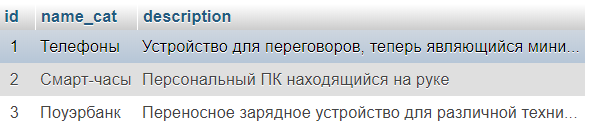 id name_cat description
1 Телефоны Устройство для переговоров, теперь являющийся мини...
2 Смарт-часы Персональный ПК находящийся на руке
3 Поуэрбанк Переносное зарядное устройство для различной техни...